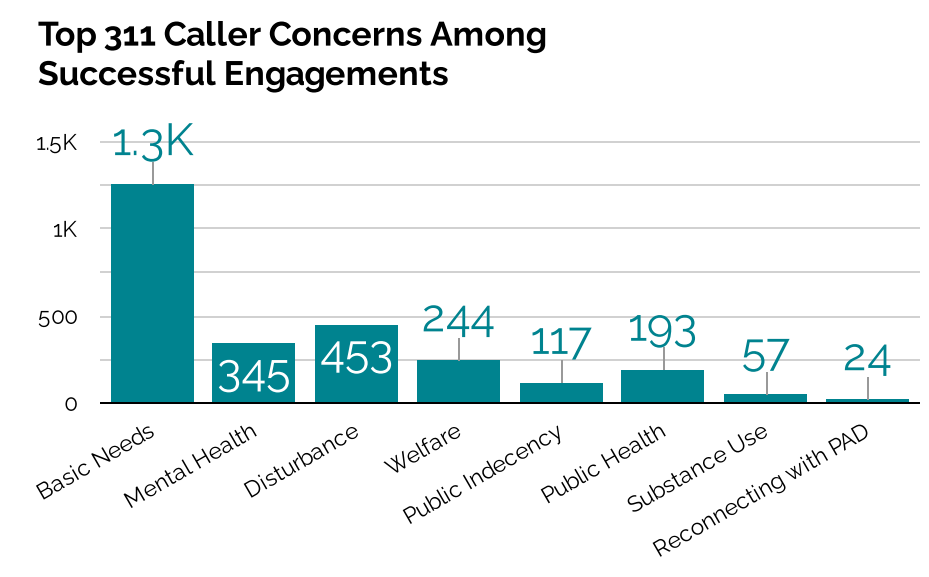 Top 311 Caller Concerns Among
Successful Engagements
1.5K
1K
500
0
1.3K
345
453
244
117
193
57
24
Basic Needs
Mental Health
Disturbance
Welfare
Public Indecency
Public Health
Substance Use
Reconnecting with PAD